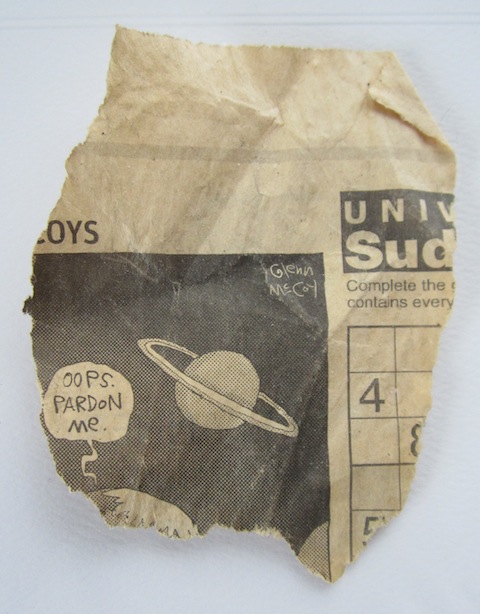 COYS
Glenn
McCoy
OOPS.
PARDON
Me.
UNIV
Sud
Complete the
contains every
4
8
5